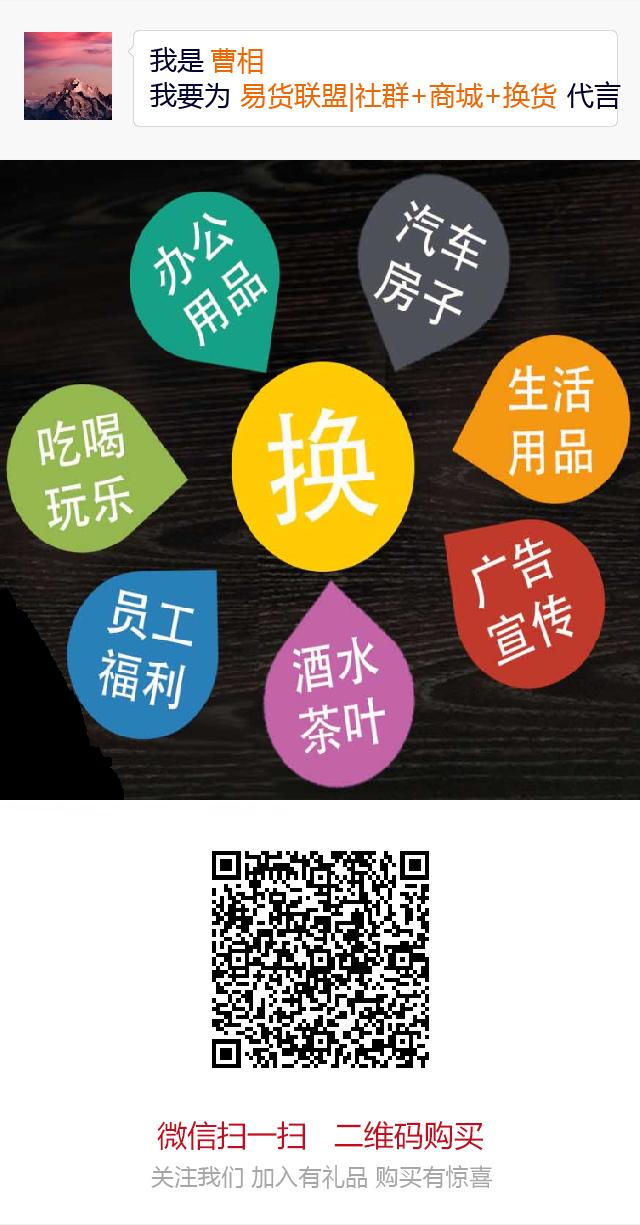 我是 曹相
我要为 易货联盟|社群+商城+换货 代言
办公
用品
汽车
房子
吃喝
玩乐
换
生活
用品
广告
宣传
员工
福利
酒水
茶叶
微信扫一扫 二维码购买
关注我们 加入有礼品 购买有惊喜